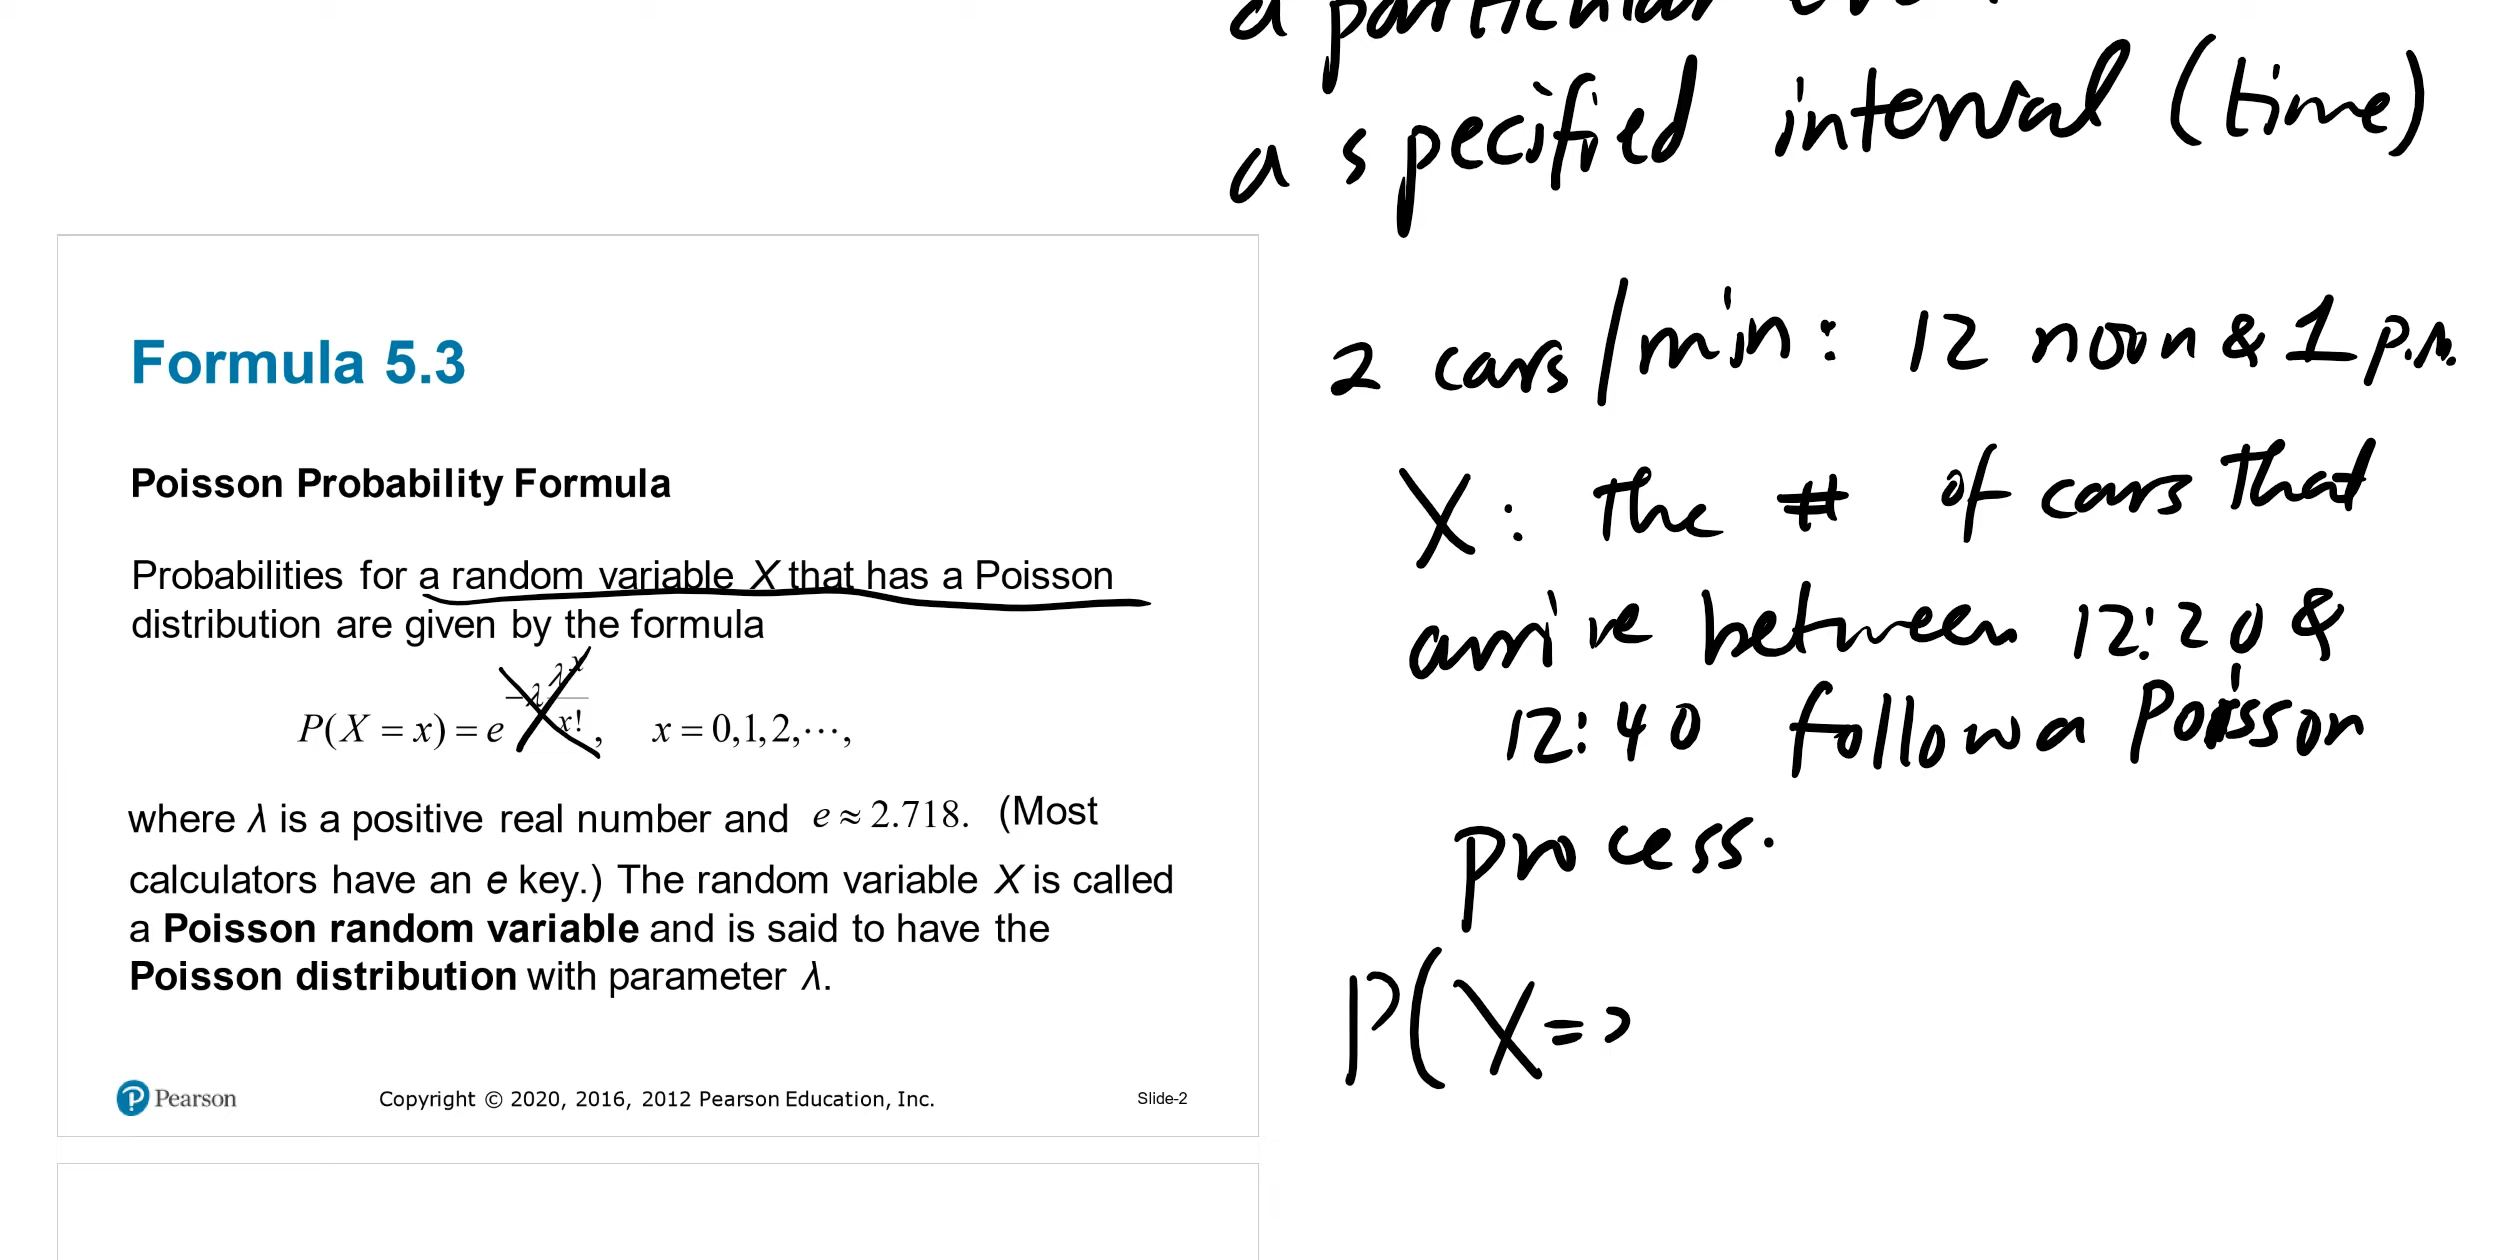 a particular
a specified interval (time)
2 cars/min: 12 noon & 1 p.m.
X: the # of cars that
arrive between 12:20 &
12:40 follow a Poisson
process.
P(X=
Formula 5.3
Poisson Probability Formula
Probabilities for a random variable X that has a Poisson
distribution are given by the formula
P(X = x) = e^{-λ} λ^x / x!, x = 0,1,2,⋯,
where λ is a positive real number and e ≈ 2.718. (Most
calculators have an e key.) The random variable X is called
a Poisson random variable and is said to have the
Poisson distribution with parameter λ.
Pearson Copyright © 2020, 2016, 2012 Pearson Education, Inc. Slide-2